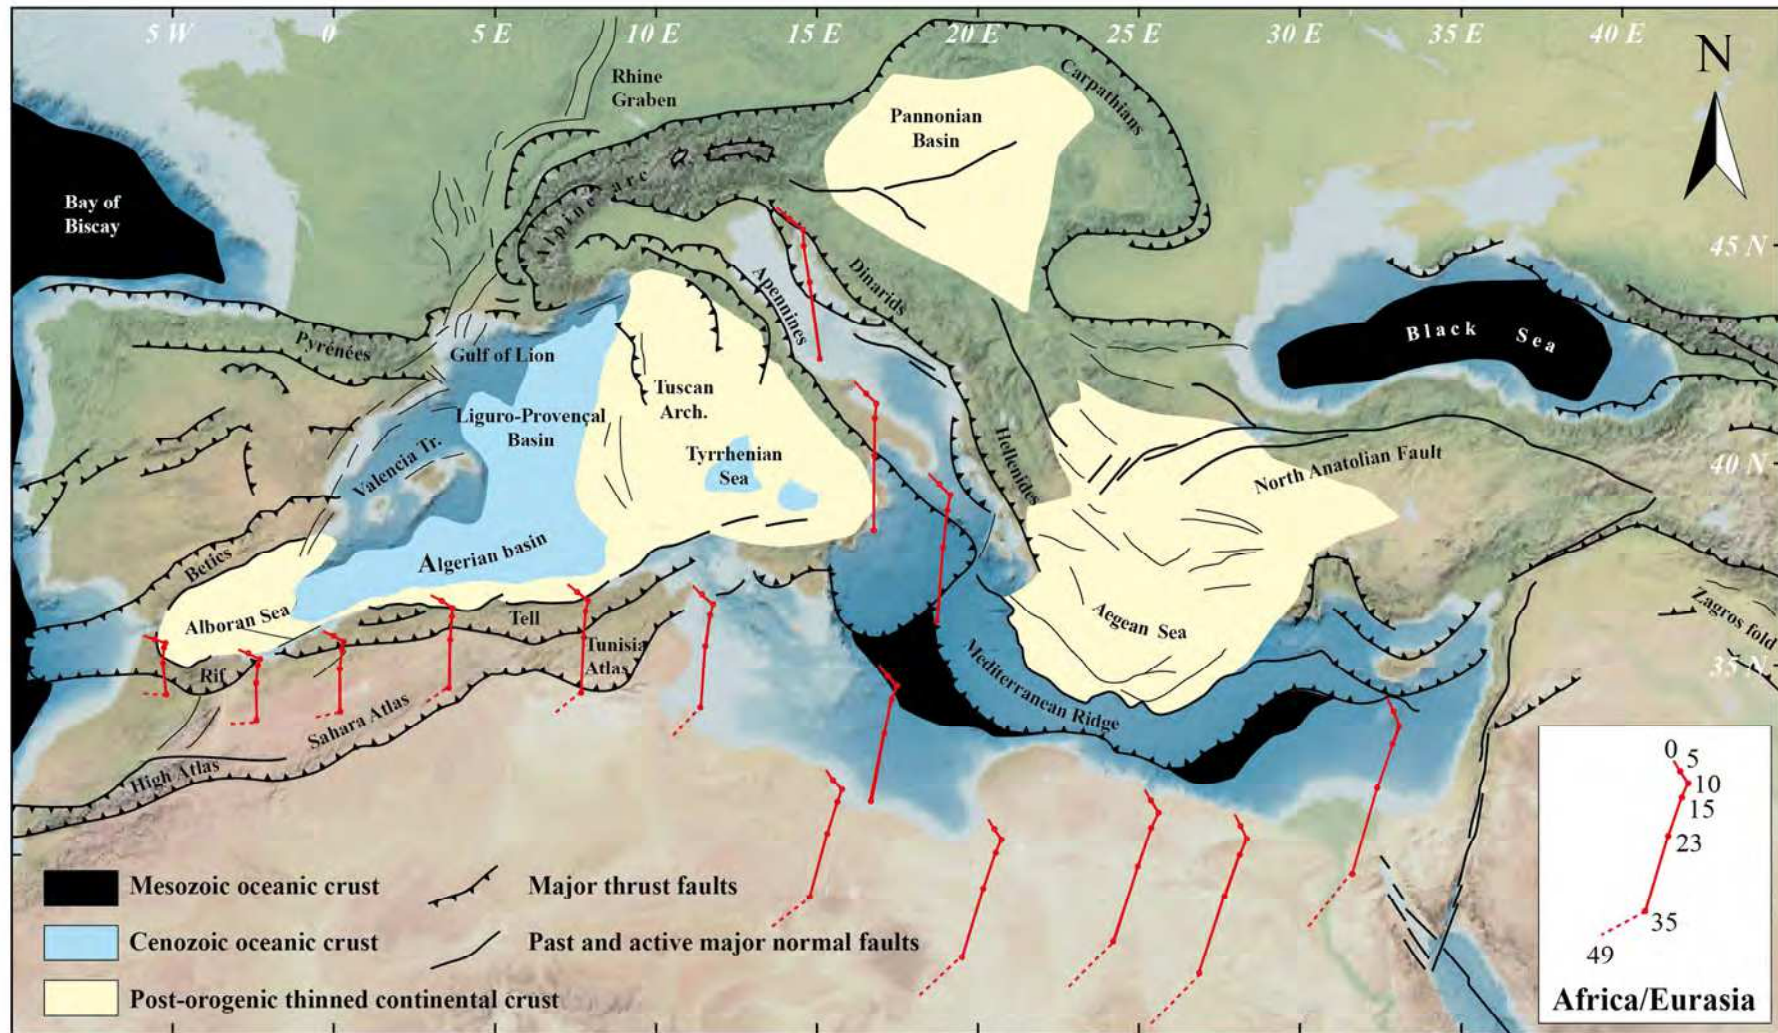 5 W 0 5 E 10 E 15 E 20 E 25 E 30 E 35 E 40 E
N
Rhine
Graben
Carpathians
Pannonian
Basin
Alpine arc
Bay of
Biscay
45 N
Dinarids
Apennines
Black Sea
Pyrénées
Gulf of Lion
Tuscan
Arch.
Liguro-Provençal
Basin
Valencia Tr.
Tyrrhenian
Sea
Hellenides
North Anatolian Fault
40 N
Betics
Algerian basin
Alboran Sea
Tell
Aegean Sea
Zagros fold
Tunisia
Atlas
Rif
35 N
Mediterranean Ridge
Sahara Atlas
High Atlas
0
5
10
15
23
35
49
Africa/Eurasia
Mesozoic oceanic crust
Major thrust faults
Cenozoic oceanic crust
Past and active major normal faults
Post-orogenic thinned continental crust